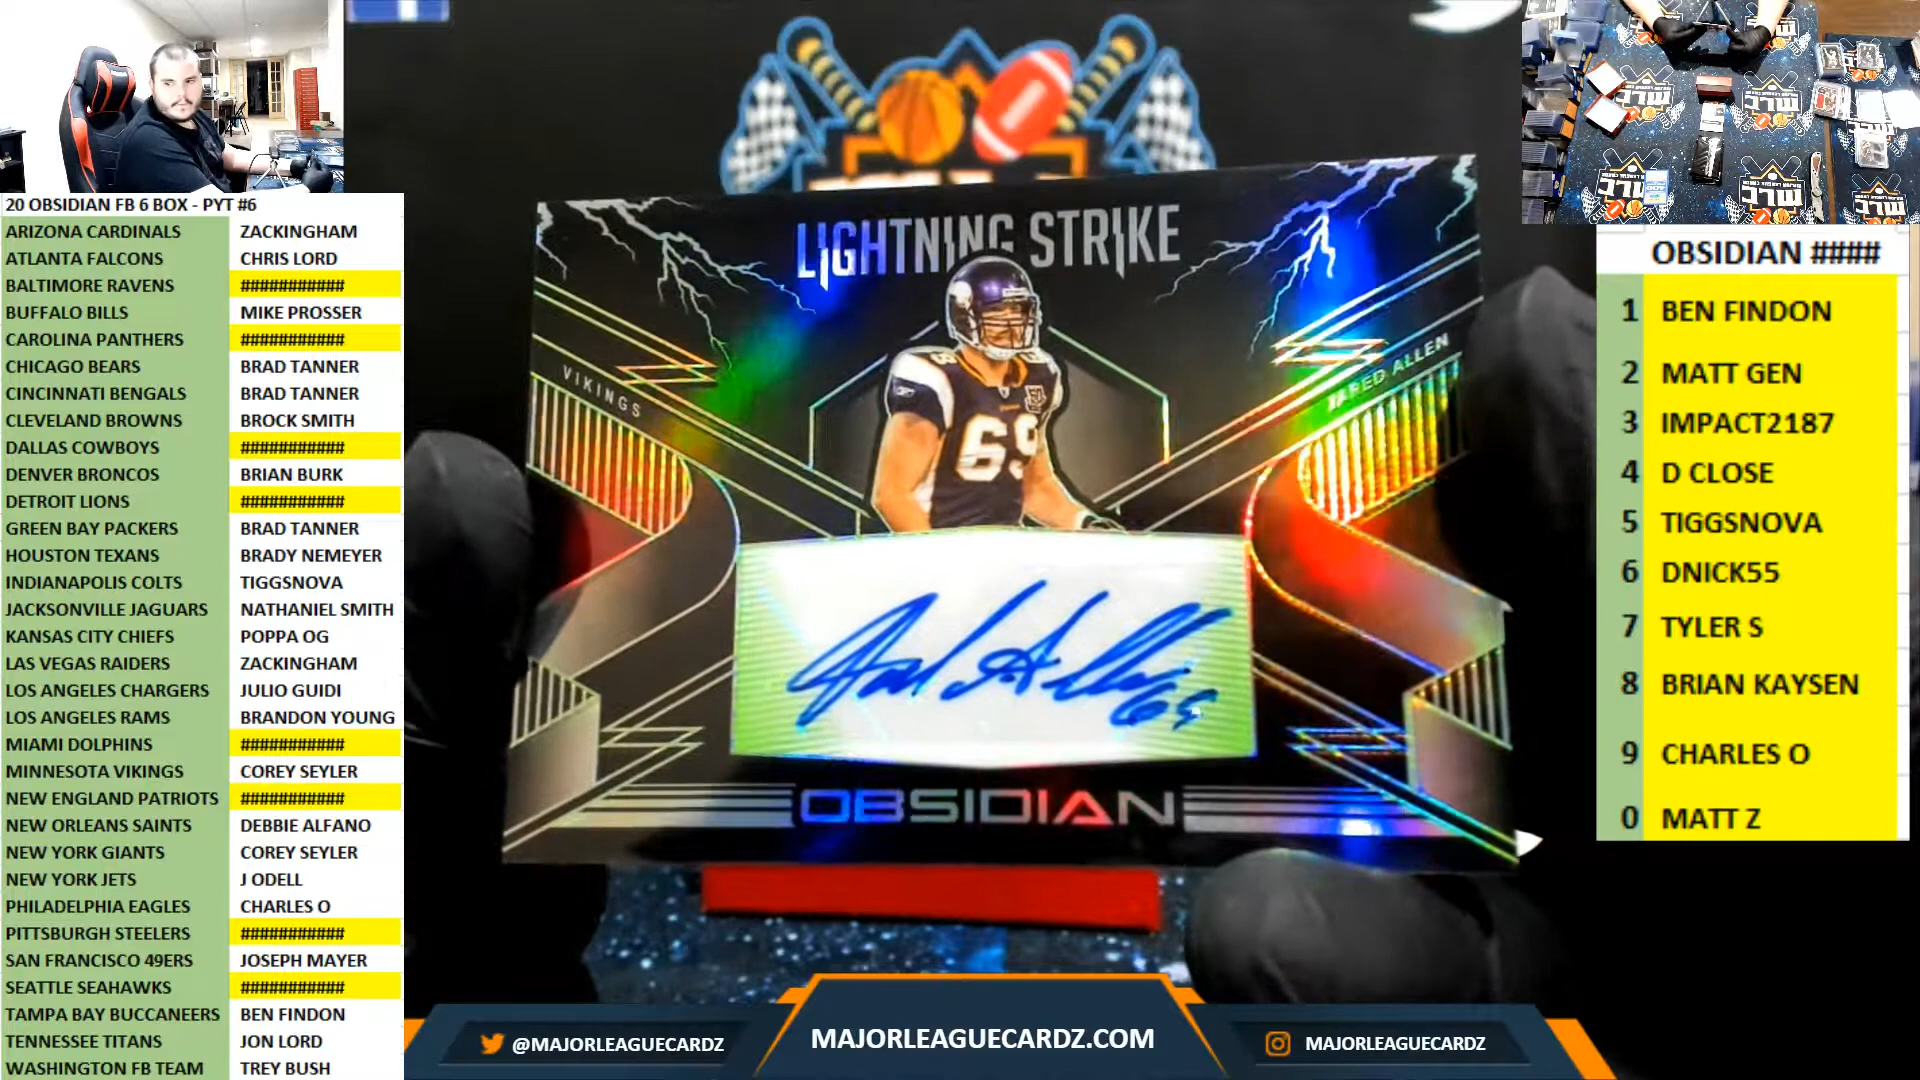 20 OBSIDIAN FB 6 BOX - PYT #6
ARIZONA CARDINALS ZACKINGHAM
ATLANTA FALCONS CHRIS LORD
BALTIMORE RAVENS ###########
BUFFALO BILLS MIKE PROSSER
CAROLINA PANTHERS ###########
CHICAGO BEARS BRAD TANNER
CINCINNATI BENGALS BRAD TANNER
CLEVELAND BROWNS BROCK SMITH
DALLAS COWBOYS ###########
DENVER BRONCOS BRIAN BURK
DETROIT LIONS ###########
GREEN BAY PACKERS BRAD TANNER
HOUSTON TEXANS BRADY NEMEYER
INDIANAPOLIS COLTS TIGGSNOVA
JACKSONVILLE JAGUARS NATHANIEL SMITH
KANSAS CITY CHIEFS POPPA OG
LAS VEGAS RAIDERS ZACKINGHAM
LOS ANGELES CHARGERS JULIO GUIDI
LOS ANGELES RAMS BRANDON YOUNG
MIAMI DOLPHINS ###########
MINNESOTA VIKINGS COREY SEYLER
NEW ENGLAND PATRIOTS ###########
NEW ORLEANS SAINTS DEBBIE ALFANO
NEW YORK GIANTS COREY SEYLER
NEW YORK JETS J ODELL
PHILADELPHIA EAGLES CHARLES O
PITTSBURGH STEELERS ###########
SAN FRANCISCO 49ERS JOSEPH MAYER
SEATTLE SEAHAWKS ###########
TAMPA BAY BUCCANEERS BEN FINDON
TENNESSEE TITANS JON LORD
WASHINGTON FB TEAM TREY BUSH
LIGHTNING STRIKE
VIKINGS
JARED ALLEN
69
69
OBSIDIAN
@MAJORLEAGUECARDZ
MAJORLEAGUECARDZ.COM
MAJORLEAGUECARDZ
OBSIDIAN ####
1 BEN FINDON
2 MATT GEN
3 IMPACT2187
4 D CLOSE
5 TIGGSNOVA
6 DNICK55
7 TYLER S
8 BRIAN KAYSEN
9 CHARLES O
0 MATT Z